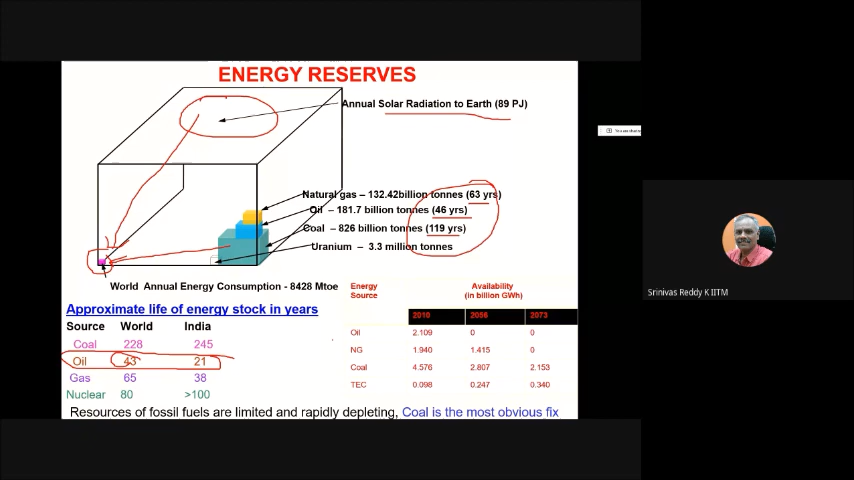 ENERGY RESERVES
Annual Solar Radiation to Earth (89 PJ)
Natural gas – 132.42billion tonnes (63 yrs)
Oil – 181.7 billion tonnes (46 yrs)
Coal – 826 billion tonnes (119 yrs)
Uranium – 3.3 million tonnes
World Annual Energy Consumption - 8428 Mtoe
Approximate life of energy stock in years
Source World India
Coal 228 245
Oil 43 21
Gas 65 38
Nuclear 80 >100
Energy Source Availability (in billion GWh)
2010 2056 2073
Oil 2.109 0 0
NG 1.940 1.415 0
Coal 4.576 2.807 2.153
TEC 0.098 0.247 0.340
Resources of fossil fuels are limited and rapidly depleting, Coal is the most obvious fix
Srinivas Reddy K IITM